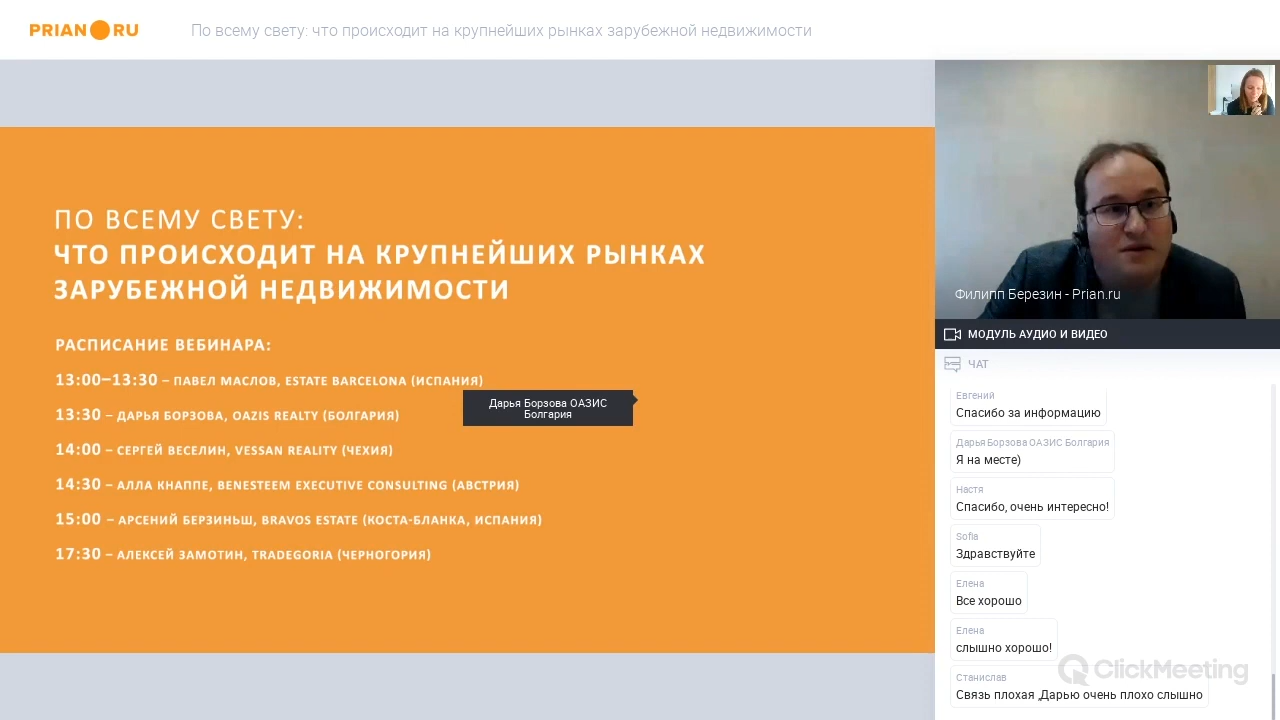 PRIAN RU
По всему свету: что происходит на крупнейших рынках зарубежной недвижимости
ПО ВСЕМУ СВЕТУ:
ЧТО ПРОИСХОДИТ НА КРУПНЕЙШИХ РЫНКАХ
ЗАРУБЕЖНОЙ НЕДВИЖИМОСТИ
РАСПИСАНИЕ ВЕБИНАРА:
13:00–13:30 – ПАВЕЛ МАСЛОВ, ESTATE BARCELONA (ИСПАНИЯ)
13:30 – ДАРЬЯ БОРЗОВА, OAZIS REALTY (БОЛГАРИЯ)
14:00 – СЕРГЕЙ ВЕСЕЛИН, VESSAN REALITY (ЧЕХИЯ)
14:30 – АЛЛА КНАППЕ, BENESTEEM EXECUTIVE CONSULTING (АВСТРИЯ)
15:00 – АРСЕНИЙ БЕРЗИНЬШ, BRAVOS ESTATE (КОСТА-БЛАНКА, ИСПАНИЯ)
17:30 – АЛЕКСЕЙ ЗАМОТИН, TRADEGORIA (ЧЕРНОГОРИЯ)
Дарья Борзова ОАЗИС
Болгария
Филипп Березин - Prian.ru
МОДУЛЬ АУДИО И ВИДЕО
ЧАТ
Евгений
Спасибо за информацию
Дарья Борзова ОАЗИС Болгария
Я на месте)
Настя
Спасибо, очень интересно!
Sofia
Здравствуйте
Елена
Все хорошо
Елена
слышно хорошо!
Станислав
Связь плохая ,Дарью очень плохо слышно
ClickMeeting